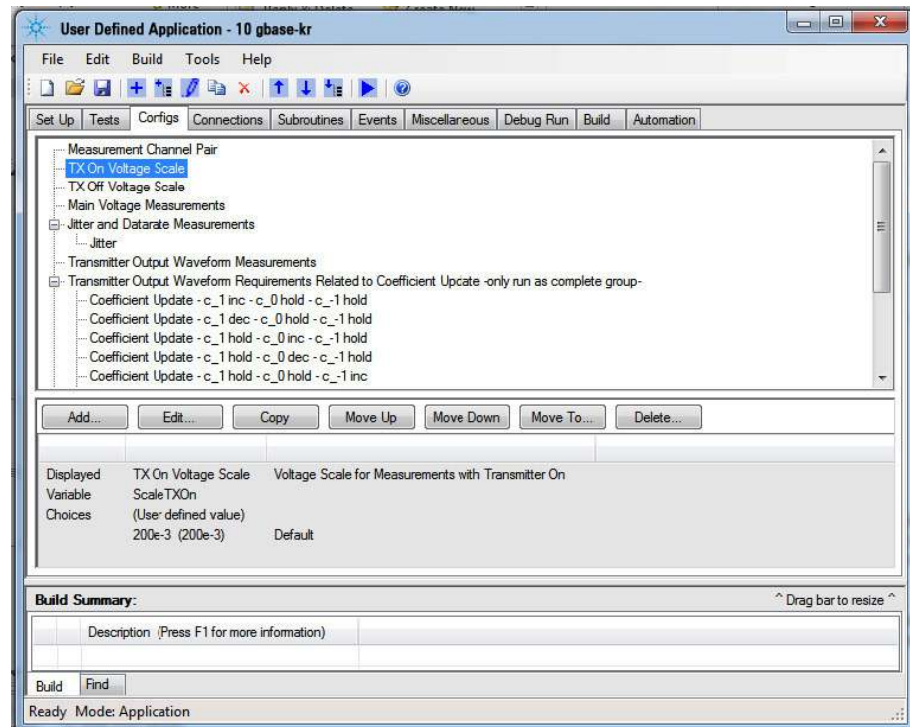 User Defined Application - 10 gbase-kr
File Edit Build Tools Help
Set Up Tests Configs Connections Subroutines Events Miscellaneous Debug Run Build Automation
Measurement Channel Pair
TX On Voltage Scale
TX Off Voltage Scale
Main Voltage Measurements
Jitter and Datarate Measurements
Jitter
Transmitter Output Waveform Measurements
Transmitter Output Waveform Requirements Related to Coefficient Upcate -only run as complete group-
Coefficient Update - c_1 inc - c_0 hold - c_-1 hold
Coefficient Update - c_1 dec - c_0 hold - c_-1 hold
Coefficient Update - c_1 hold - c_0 inc - c_-1 hold
Coefficient Update - c_1 hold - c_0 dec - c_-1 hold
Coefficient Update - c_1 hold - c_0 hold - c_-1 inc
Add... Edit... Copy Move Up Move Down Move To... Delete...
Displayed TX On Voltage Scale Voltage Scale for Measurements with Transmitter On
Variable ScaleTXOn
Choices (User defined value)
200e-3 (200e-3) Default
Build Summary: ^ Drag bar to resize ^
Description (Press F1 for more information)
Build Find
Ready Mode: Application